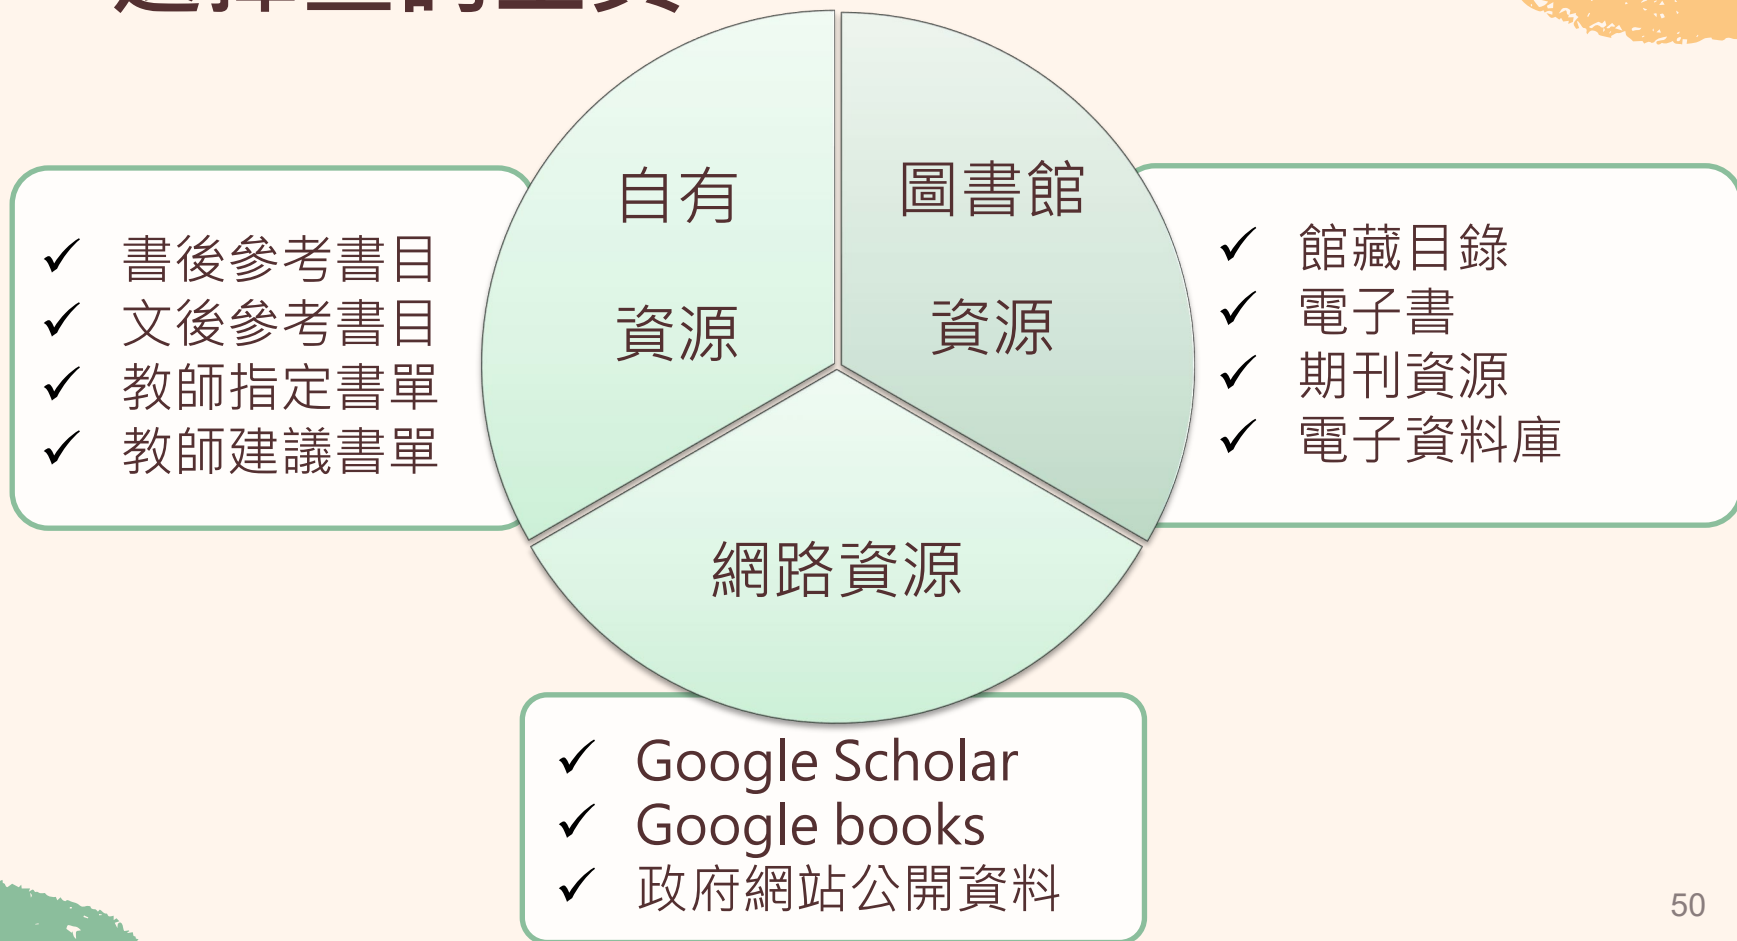 自有
資源
圖書館
資源
網路資源
✓ 書後參考書目
✓ 文後參考書目
✓ 教師指定書單
✓ 教師建議書單
✓ 館藏目錄
✓ 電子書
✓ 期刊資源
✓ 電子資料庫
✓ Google Scholar
✓ Google books
✓ 政府網站公開資料
50